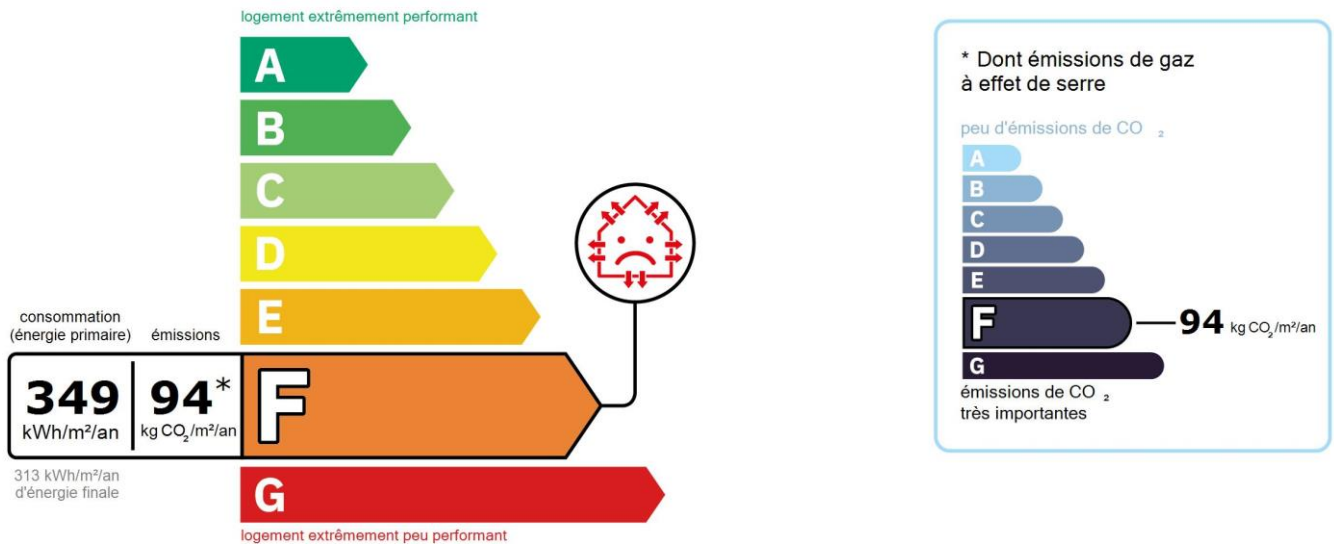 logement extrêmement performant
A
B
C
D
E
consommation
(énergie primaire)
émissions
349
kWh/m²/an
94*
kg CO₂/m²/an
F
313 kWh/m²/an
d'énergie finale
G
logement extrêmement peu performant
* Dont émissions de gaz
à effet de serre
peu d'émissions de CO ₂
A
B
C
D
E
F
94 kg CO₂/m²/an
G
émissions de CO ₂
très importantes